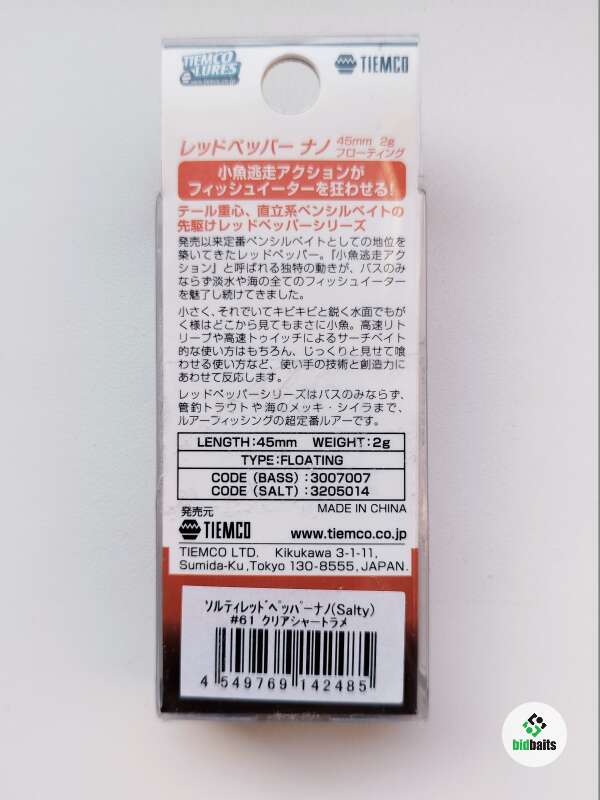 TIEMCO
LURES
TIEMCO
レッドペッパー ナノ 45mm 2g
フローティング
小魚逃走アクションが
フィッシュイーターを狂わせる!
テール重心、直立系ペンシルベイトの
先駆けレッドペッパーシリーズ
発売以来定番ペンシルベイトとしての地位を
築いてきたレッドペッパー。『小魚逃走アク
ション』と呼ばれる独特の動きが、バスのみ
ならず淡水や海の全てのフィッシュイーター
を魅了し続けてきました。
小さく、それでいてキビキビと鋭く水面でもが
く様はどこから見てもまさに小魚。高速リト
リーブや高速トゥイッチによるサーチベイト
的な使い方はもちろん、じっくりと見せて喰
わせる使い方など、使い手の技術と創造力に
あわせて反応します。
レッドペッパーシリーズはバスのみならず、
管釣トラウトや海のメッキ・シイラまで、
ルアーフィッシングの超定番ルアーです。
LENGTH:45mm WEIGHT:2g
TYPE:FLOATING
CODE (BASS) :3007007
CODE (SALT) :3205014
発売元
MADE IN CHINA
TIEMCO www.tiemco.co.jp
TIEMCO LTD. Kikukawa 3-1-11,
Sumida-Ku,Tokyo 130-8555,JAPAN.
ソルティレッドペッパーナノ(Salty)
#61 クリアシャートラメ
4 549769 142485
bidbaits